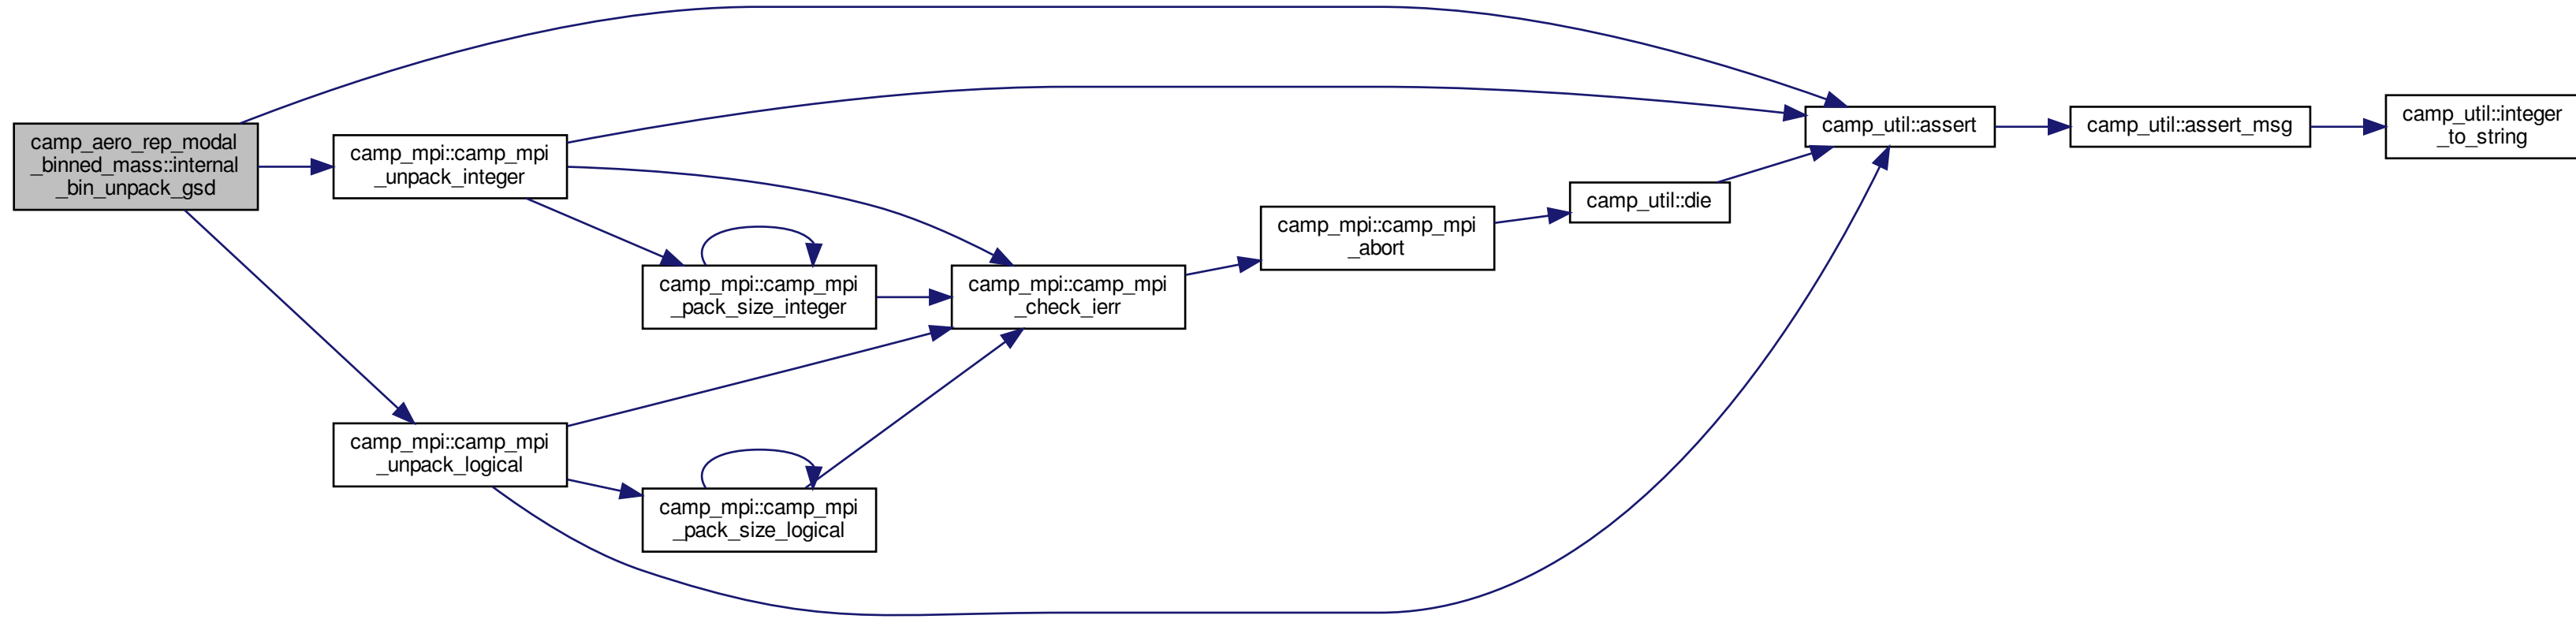 camp_aero_rep_modal
_binned_mass::internal
_bin_unpack_gsd
camp_mpi::camp_mpi
_unpack_integer
camp_mpi::camp_mpi
_unpack_logical
camp_mpi::camp_mpi
_pack_size_integer
camp_mpi::camp_mpi
_pack_size_logical
camp_mpi::camp_mpi
_check_ierr
camp_mpi::camp_mpi
_abort
camp_util::die
camp_util::assert
camp_util::assert_msg
camp_util::integer
_to_string